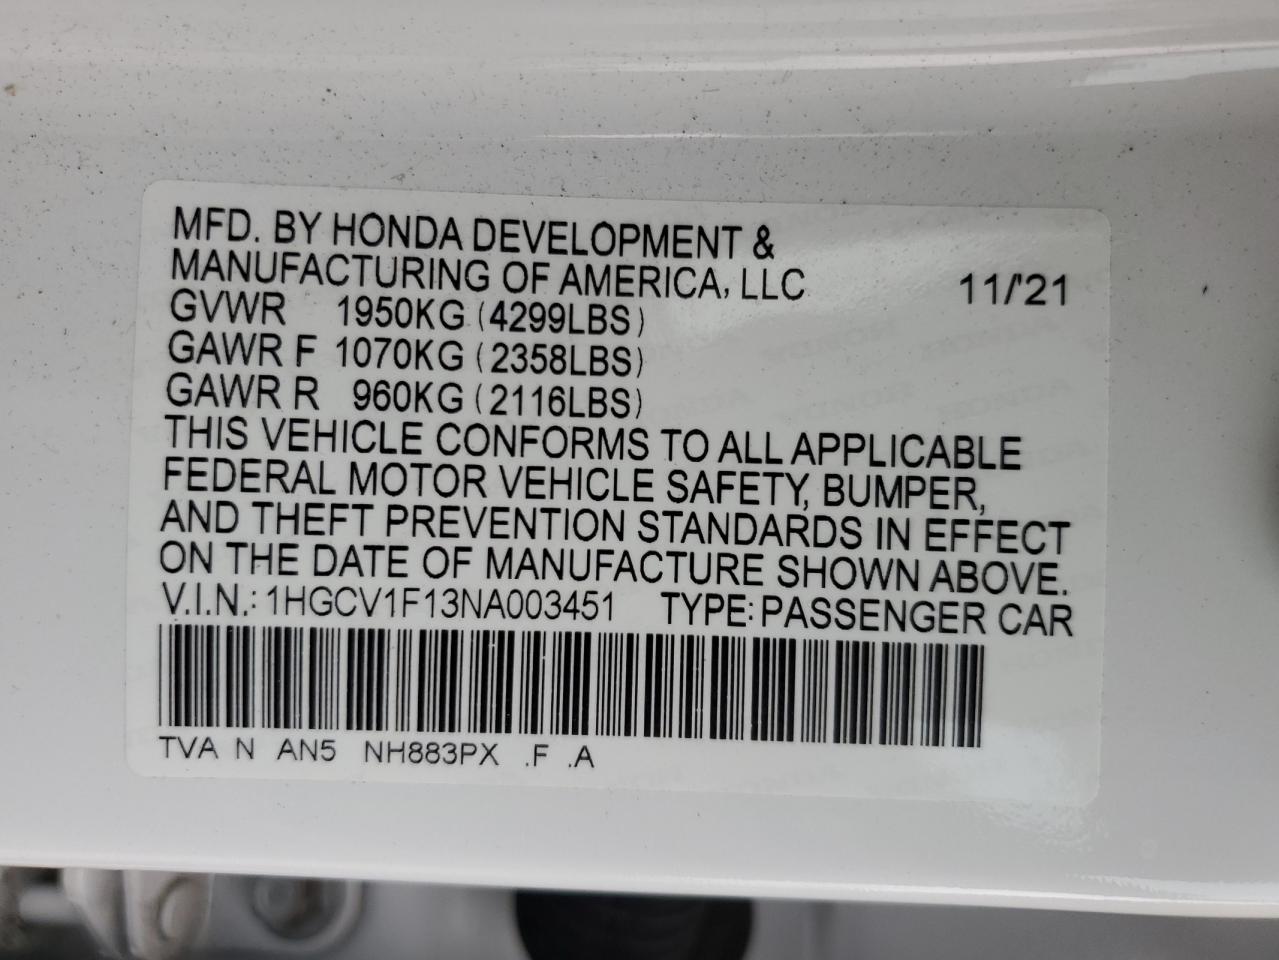 MFD. BY HONDA DEVELOPMENT &
MANUFACTURING OF AMERICA, LLC 11/'21
GVWR 1950KG (4299LBS)
GAWR F 1070KG (2358LBS)
GAWR R 960KG (2116LBS)
THIS VEHICLE CONFORMS TO ALL APPLICABLE
FEDERAL MOTOR VEHICLE SAFETY, BUMPER,
AND THEFT PREVENTION STANDARDS IN EFFECT
ON THE DATE OF MANUFACTURE SHOWN ABOVE.
V.I.N.: 1HGCV1F13NA003451 TYPE: PASSENGER CAR
TVA N AN5 NH883PX .F .A